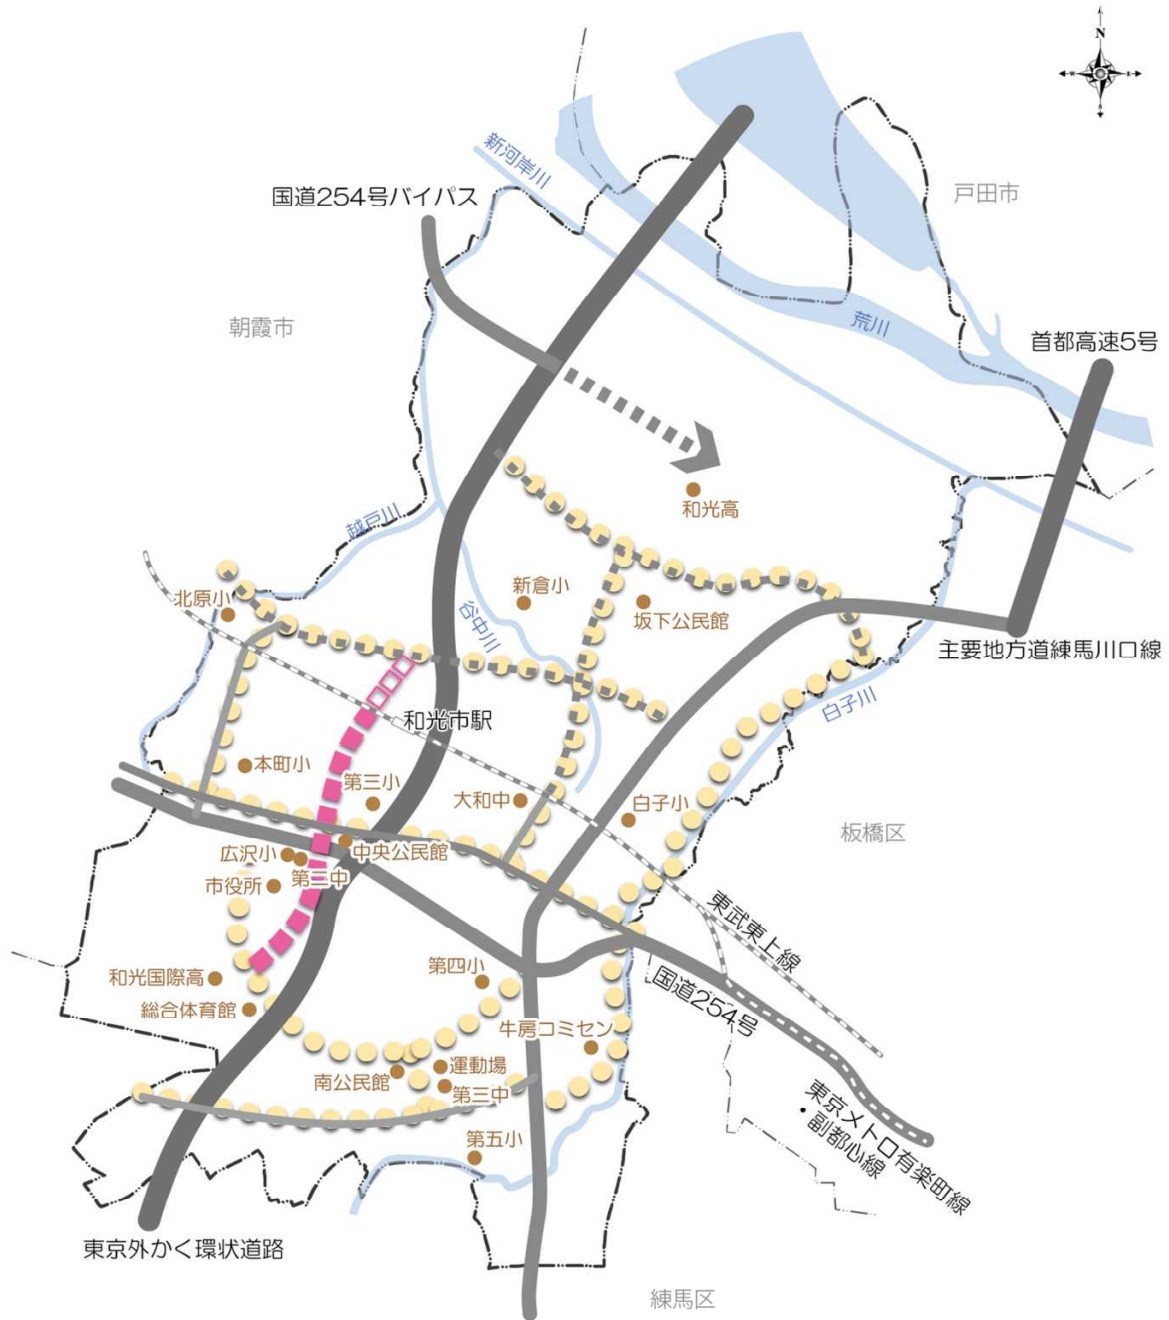 N
W
E
S
新河岸川
国道254号バイパス
戸田市
朝霞市
荒川
首都高速5号
和光高
越戸川
新倉小
北原小
谷中川
坂下公民館
主要地方道練馬川口線
白子川
和光市駅
本町小
第三小
大和中
白子小
板橋区
中央公民館
広沢小
第二中
市役所
東武東上線
第四小
和光国際高
国道254号
総合体育館
牛房コミセン
運動場
南公民館
第三中
東京メトロ有楽町線
・副都心線
第五小
東京外かく環状道路
練馬区